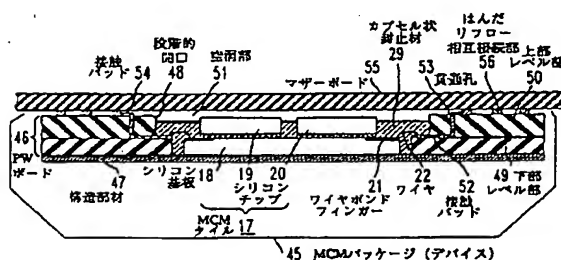 はんだ
リフロー
相互相長部
56
カプセル状
封止材
29
段階的
開口
48
接触
パッド
54
空洞部
51
マザーボード
55
貫通孔
53
上部
レベル部
50
46
PW
ボード
47
構造部材
シリコン
基板
18
19
シリコン
チップ
20
21
ワイヤボンド
フィンガー
22
ワイヤ
52
接触
パッド
49
下部
レベル部
MCM
タイル
17
45
MCMパッケージ (デバイス)